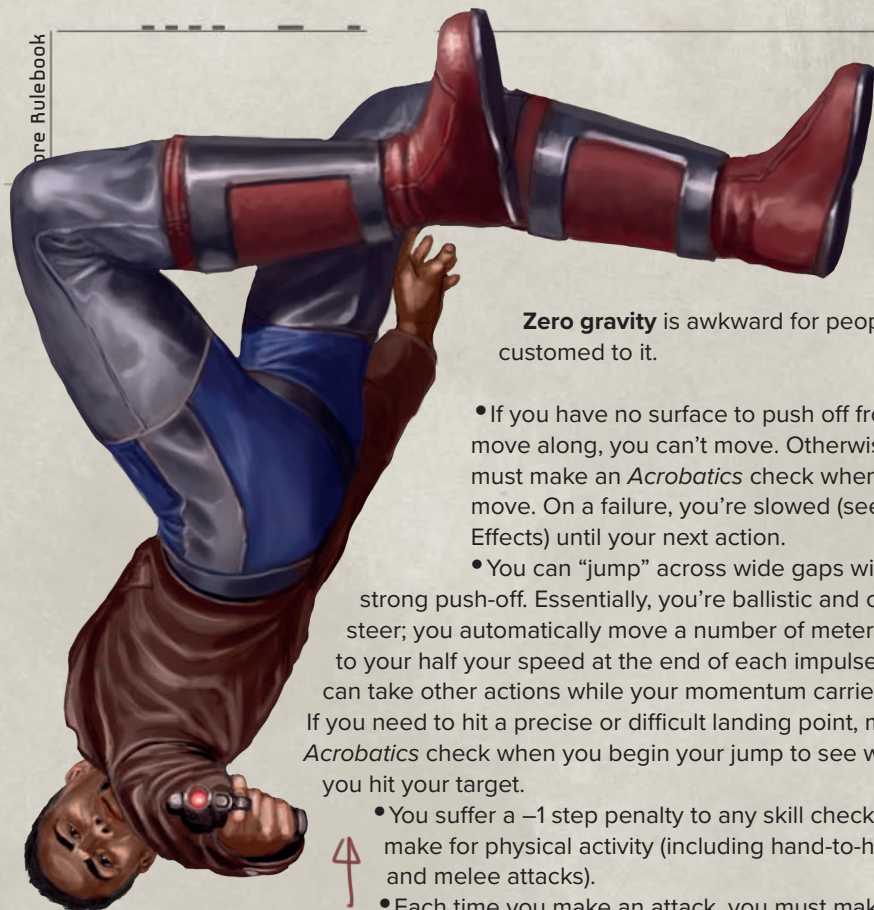 ore Rulebook
Zero gravity is awkward for peop
customed to it.
•If you have no surface to push off fro
move along, you can’t move. Otherwis
must make an Acrobatics check when
move. On a failure, you’re slowed (see
Effects) until your next action.
•You can “jump” across wide gaps wi
strong push-off. Essentially, you’re ballistic and c
steer; you automatically move a number of meter
to your half your speed at the end of each impulse
can take other actions while your momentum carrie
If you need to hit a precise or difficult landing point, m
Acrobatics check when you begin your jump to see w
you hit your target.
•You suffer a –1 step penalty to any skill check
make for physical activity (including hand-to-h
and melee attacks).
•Each time you make an attack, you must mak